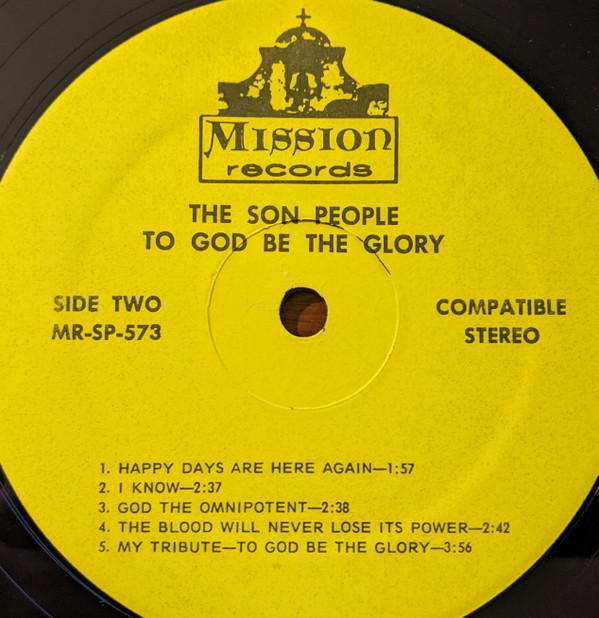 Mission
records
THE SON PEOPLE
TO GOD BE THE GLORY
SIDE TWO
MR-SP-573
COMPATIBLE
STEREO
1. HAPPY DAYS ARE HERE AGAIN—1:57
2. I KNOW—2:37
3. GOD THE OMNIPOTENT—2:38
4. THE BLOOD WILL NEVER LOSE ITS POWER—2:42
5. MY TRIBUTE—TO GOD BE THE GLORY—3:56